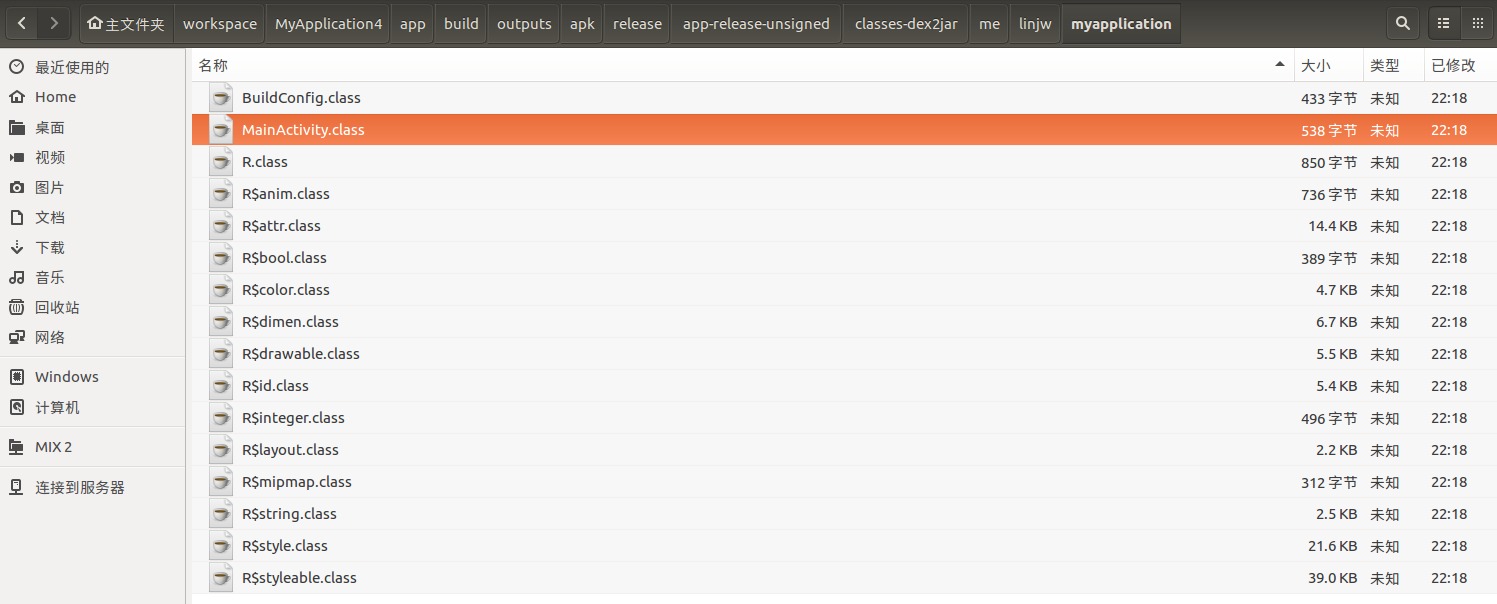 主文件夹 workspace MyApplication4 app build outputs apk release app-release-unsigned classes-dex2jar me linjw myapplication
最近使用的
Home
桌面
视频
图片
文档
下载
音乐
回收站
网络
Windows
计算机
MIX 2
连接到服务器
名称 大小 类型 已修改
BuildConfig.class 433 字节 未知 22:18
MainActivity.class 538 字节 未知 22:18
R.class 850 字节 未知 22:18
R$anim.class 736 字节 未知 22:18
R$attr.class 14.4 KB 未知 22:18
R$bool.class 389 字节 未知 22:18
R$color.class 4.7 KB 未知 22:18
R$dimen.class 6.7 KB 未知 22:18
R$drawable.class 5.5 KB 未知 22:18
R$id.class 5.4 KB 未知 22:18
R$integer.class 496 字节 未知 22:18
R$layout.class 2.2 KB 未知 22:18
R$mipmap.class 312 字节 未知 22:18
R$string.class 2.5 KB 未知 22:18
R$style.class 21.6 KB 未知 22:18
R$styleable.class 39.0 KB 未知 22:18